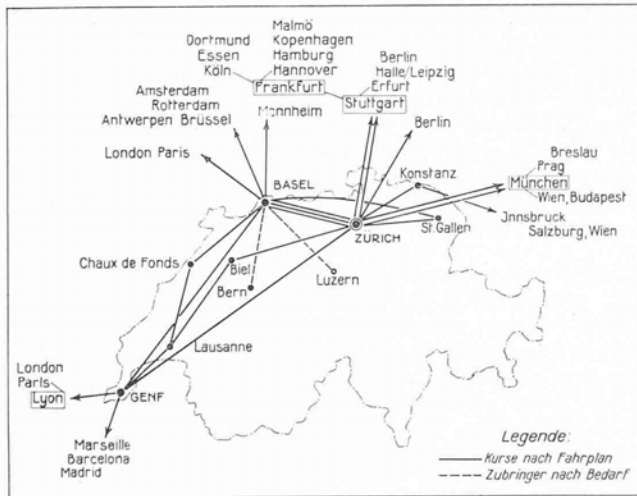 Malmö
Dortmund Kopenhagen
Essen Hamburg
Köln Hannover
Frankfurt
Berlin
Halle/Leipzig
Erfurt
Stuttgart
Amsterdam
Rotterdam
Antwerpen Brüssel
Mannheim
Berlin
London Paris
BASEL
Konstanz
Breslau
Prag
München
Wien, Budapest
Jnnsbruck
Salzburg, Wien
ZÜRICH
St. Gallen
Chaux de Fonds
Biel
Bern
Luzern
Lausanne
London
Paris
Lyon
GENF
Marseille
Barcelona
Madrid
Legende:
Kurse nach Fahrplan
Zubringer nach Bedarf